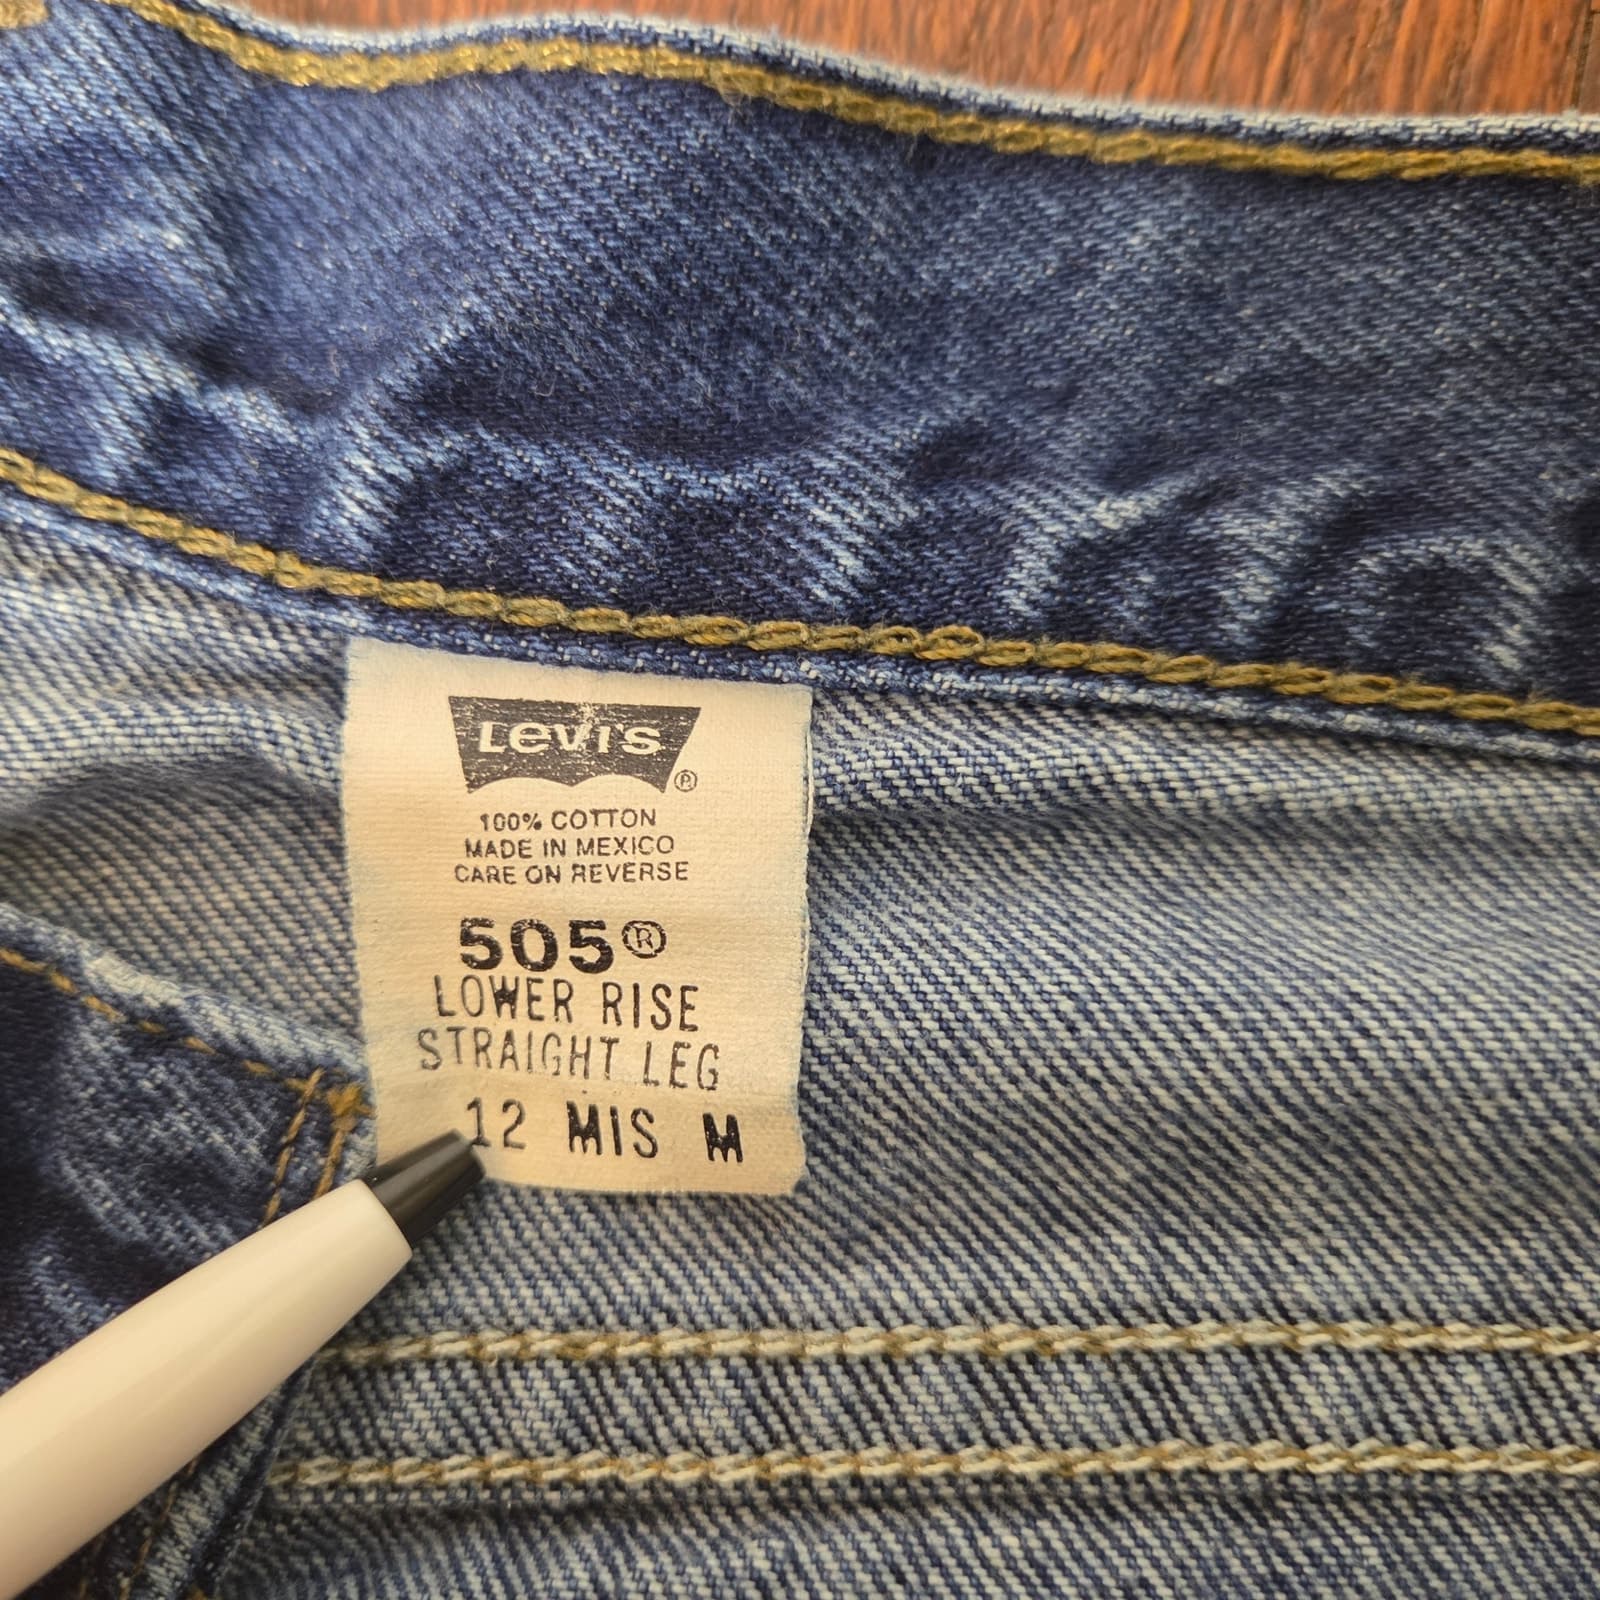 Levi's ®
100% COTTON
MADE IN MEXICO
CARE ON REVERSE
505®
LOWER RISE
STRAIGHT LEG
12 MIS M